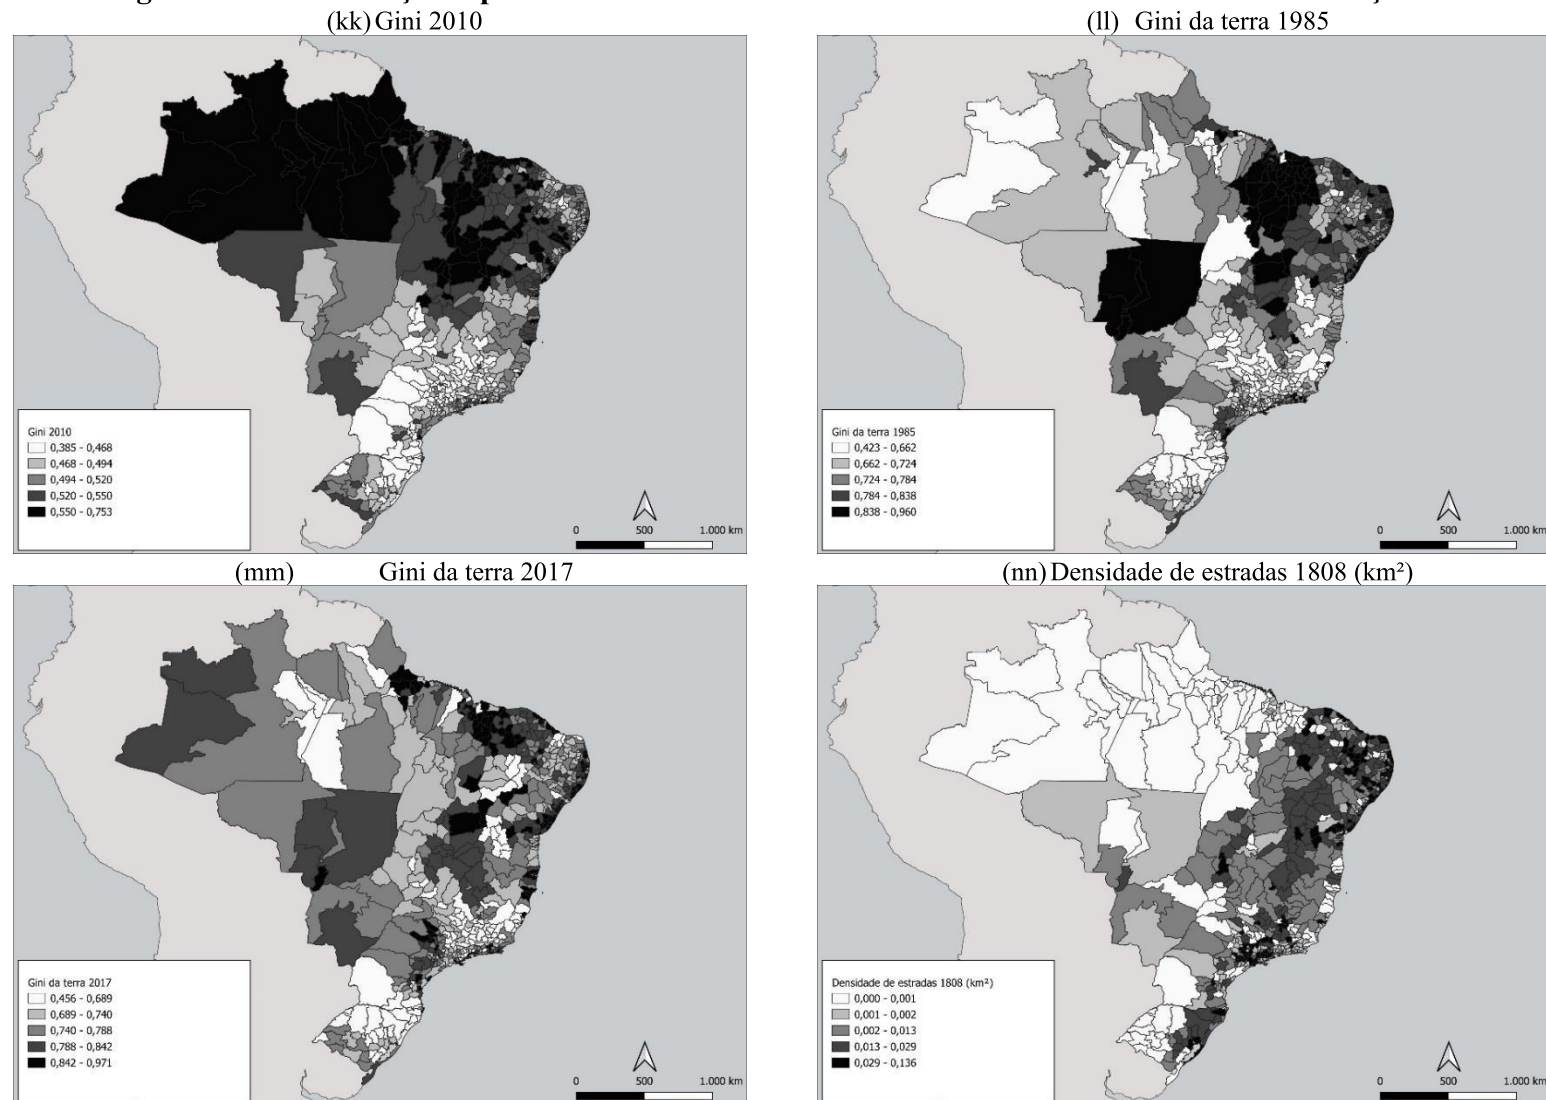 (kk) Gini 2010
(ll) Gini da terra 1985
Gini 2010
0,385 - 0,468
0,468 - 0,494
0,494 - 0,520
0,520 - 0,550
0,550 - 0,753
0 500 1.000 km
Gini da terra 1985
0,423 - 0,662
0,662 - 0,724
0,724 - 0,784
0,784 - 0,838
0,838 - 0,960
0 500 1.000 km
(mm) Gini da terra 2017
(nn) Densidade de estradas 1808 (km²)
Gini da terra 2017
0,456 - 0,689
0,689 - 0,740
0,740 - 0,788
0,788 - 0,842
0,842 - 0,971
0 500 1.000 km
Densidade de estradas 1808 (km²)
0,000 - 0,001
0,001 - 0,002
0,002 - 0,013
0,013 - 0,029
0,029 - 0,136
0 500 1.000 km